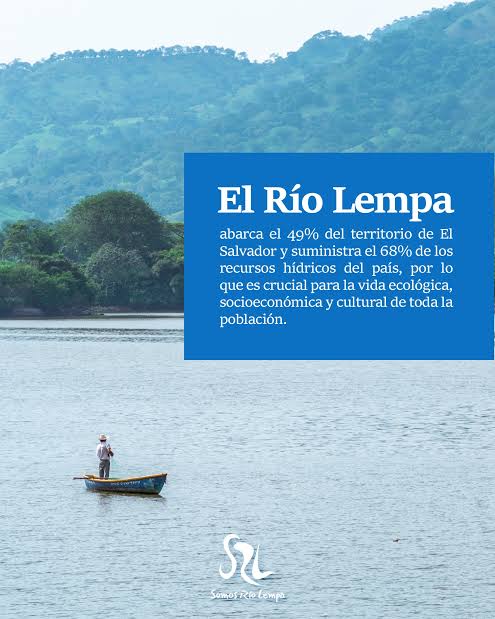 El Río Lempa
abarca el 49% del territorio de El
Salvador y suministra el 68% de los
recursos hídricos del país, por lo
que es crucial para la vida ecológica,
socioeconómica y cultural de toda la
población.
Somos Río Lempa